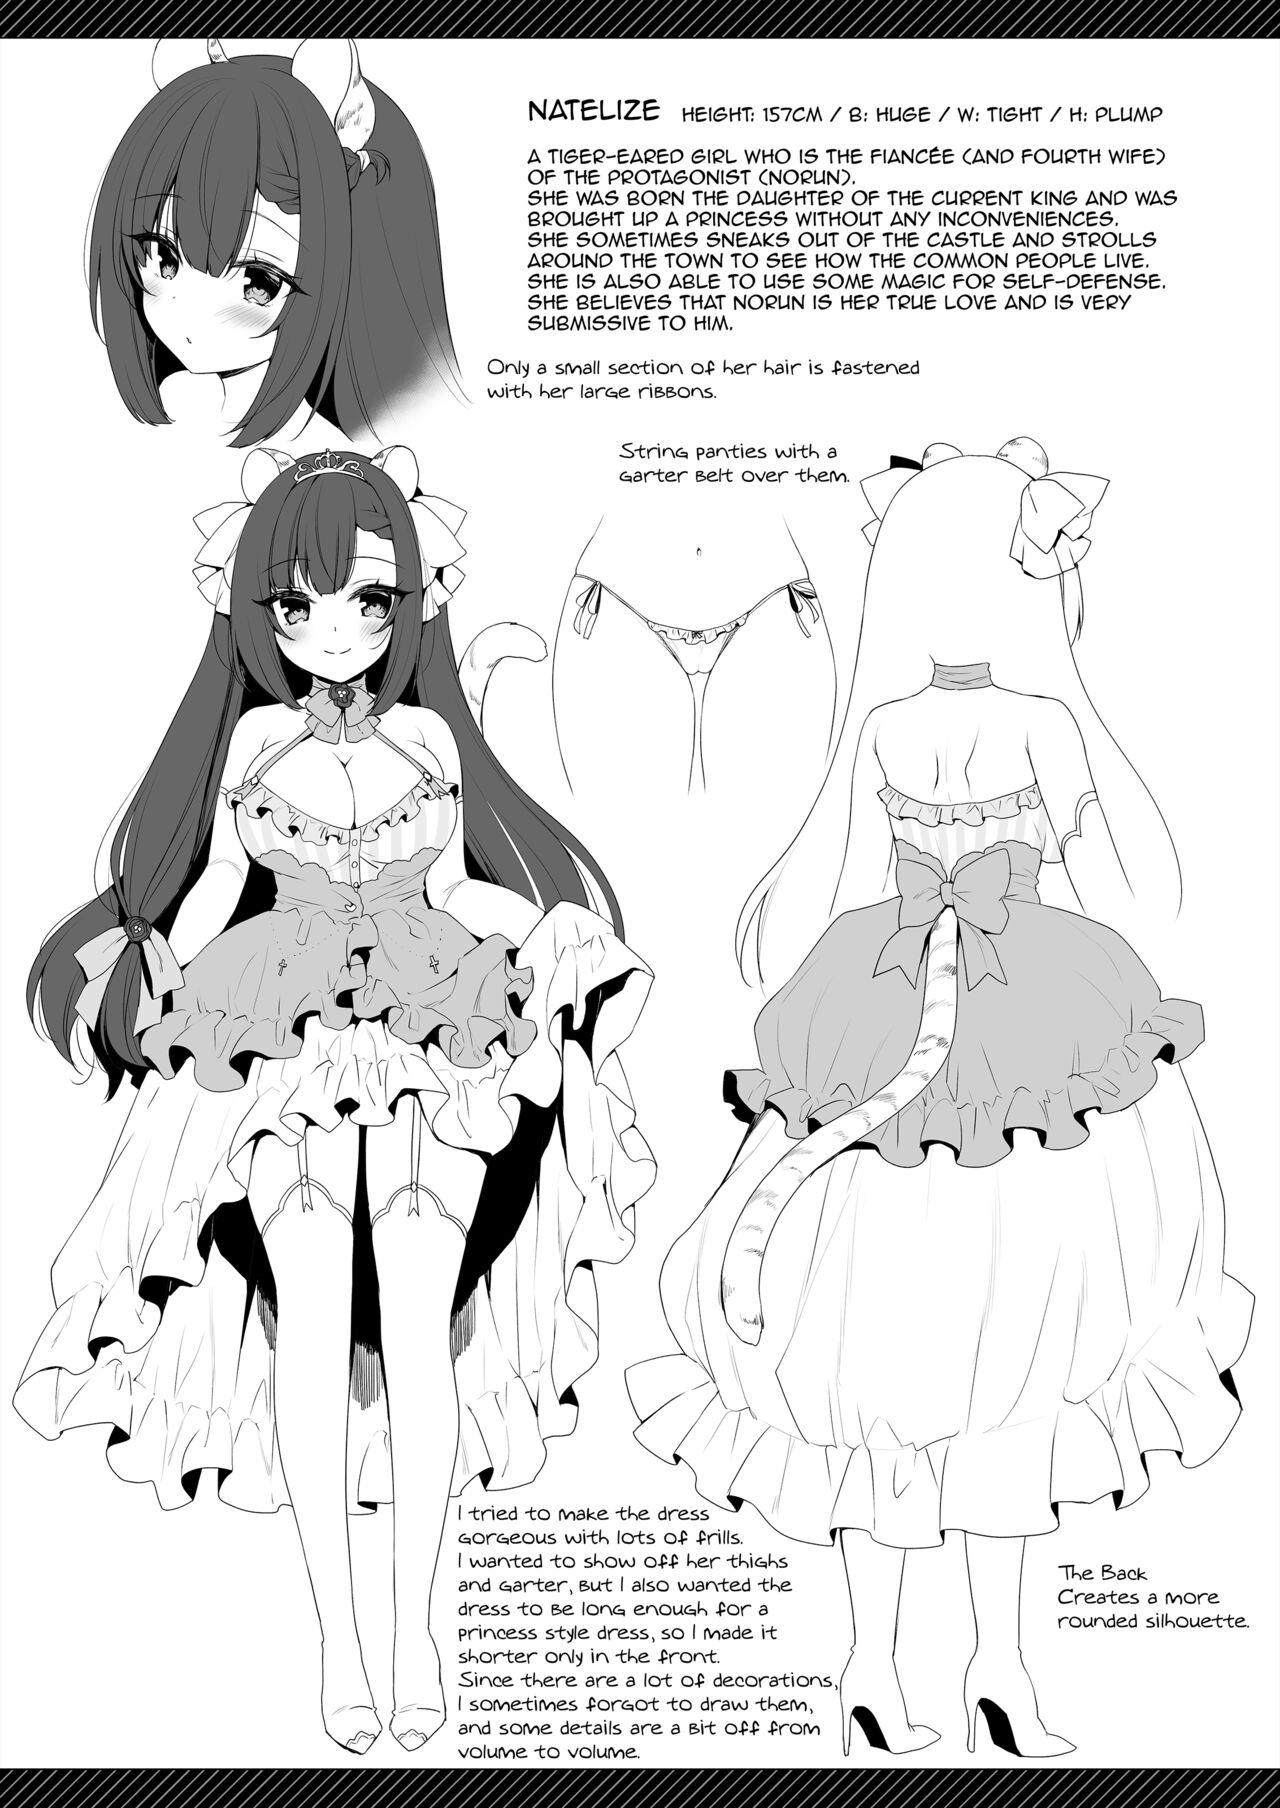 NATELIZE HEIGHT: 157CM / B: HUGE / W: TIGHT / H: PLUMP
A TIGER-EARED GIRL WHO IS THE FIANCÉE (AND FOURTH WIFE)
OF THE PROTAGONIST (NORUN).
SHE WAS BORN THE DAUGHTER OF THE CURRENT KING AND WAS
BROUGHT UP A PRINCESS WITHOUT ANY INCONVENIENCES.
SHE SOMETIMES SNEAKS OUT OF THE CASTLE AND STROLLS
AROUND THE TOWN TO SEE HOW THE COMMON PEOPLE LIVE.
SHE IS ALSO ABLE TO USE SOME MAGIC FOR SELF-DEFENSE.
SHE BELIEVES THAT NORUN IS HER TRUE LOVE AND IS VERY
SUBMISSIVE TO HIM.
Only a small section of her hair is fastened
with her large ribbons.
String panties with a
garter belt over them.
I tried to make the dress
gorgeous with lots of frills.
I wanted to show off her thighs
and garter, but I also wanted the
dress to be long enough for a
princess style dress, so I made it
shorter only in the front.
Since there are a lot of decorations,
I sometimes forgot to draw them,
and some details are a bit off from
volume to volume.
The Back
Creates a more
rounded silhouette.